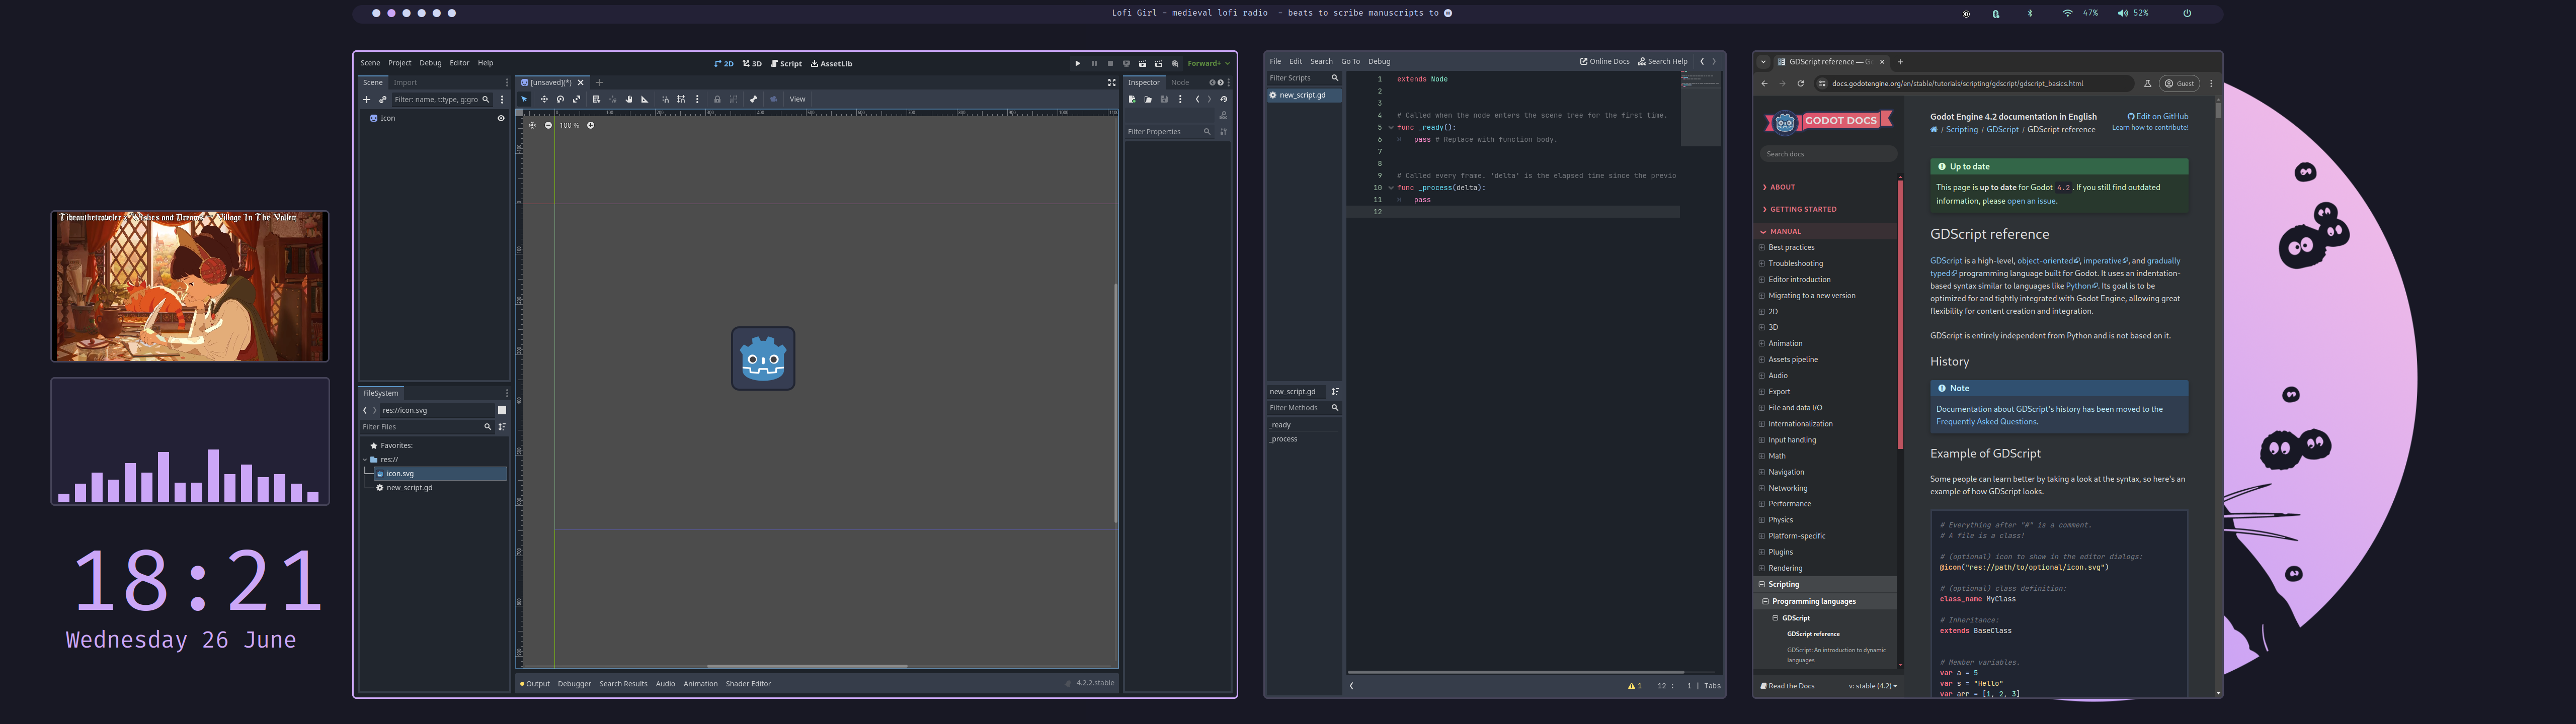 Lofi Girl - medieval lofi radio - beats to scribe manuscripts to
47%
52%
Wishes and Dreams
Village In The Valley
18:21
Wednesday 26 June
Scene Project Debug Editor Help
2D 3D Script AssetLib
Forward+
Scene Import
Filter: name, t:type, g:gro
Icon
FileSystem
res://icon.svg
Filter Files
Favorites:
res://
icon.svg
new_script.gd
[unsaved](*)
View
100 %
Output Debugger Search Results Audio Animation Shader Editor
4.2.2.stable
Inspector Node
Filter Properties
File Edit Search Go To Debug
Online Docs Search Help
Filter Scripts
new_script.gd
new_script.gd
Filter Methods
_ready
_process
1 extends Node
2
3
4 # Called when the node enters the scene tree for the first time.
5 func _ready():
6 pass # Replace with function body.
7
8
9 # Called every frame. 'delta' is the elapsed time since the previo
10 func _process(delta):
11 pass
12
1 12 : 1 | Tabs
GDScript reference — G
docs.godotengine.org/en/stable/tutorials/scripting/gdscript/gdscript_basics.html
Guest
GODOT DOCS
Search docs
ABOUT
GETTING STARTED
MANUAL
Best practices
Troubleshooting
Editor introduction
Migrating to a new version
2D
3D
Animation
Assets pipeline
Audio
Export
File and data I/O
Internationalization
Input handling
Math
Navigation
Networking
Performance
Physics
Platform-specific
Plugins
Rendering
Scripting
Programming languages
GDScript
GDScript reference
GDScript: An introduction to dynamic
languages
Read the Docs
v: stable (4.2)
Godot Engine 4.2 documentation in English
Edit on GitHub
/ Scripting / GDScript / GDScript reference
Learn how to contribute!
Up to date
This page is up to date for Godot 4.2. If you still find outdated
information, please open an issue.
GDScript reference
GDScript is a high-level, object-oriented, imperative, and gradually
typed programming language built for Godot. It uses an indentation-
based syntax similar to languages like Python. Its goal is to be
optimized for and tightly integrated with Godot Engine, allowing great
flexibility for content creation and integration.
GDScript is entirely independent from Python and is not based on it.
History
Note
Documentation about GDScript's history has been moved to the
Frequently Asked Questions.
Example of GDScript
Some people can learn better by taking a look at the syntax, so here's an
example of how GDScript looks.
# Everything after "#" is a comment.
# A file is a class!
# (optional) icon to show in the editor dialogs:
@icon("res://path/to/optional/icon.svg")
# (optional) class definition:
class_name MyClass
# Inheritance:
extends BaseClass
# Member variables.
var a = 5
var s = "Hello"
var arr = [1, 2, 3]